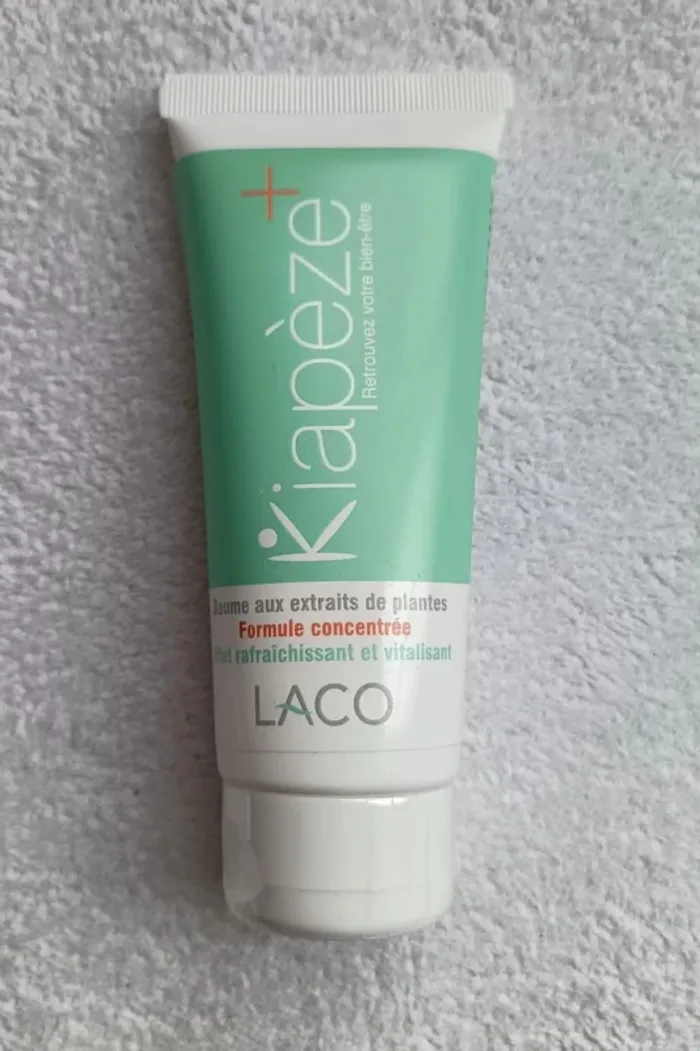 Kiapèze+
Retrouvez votre bien-être
Baume aux extraits de plantes
Formule concentrée
Effet rafraîchissant et vitalisant
LACO